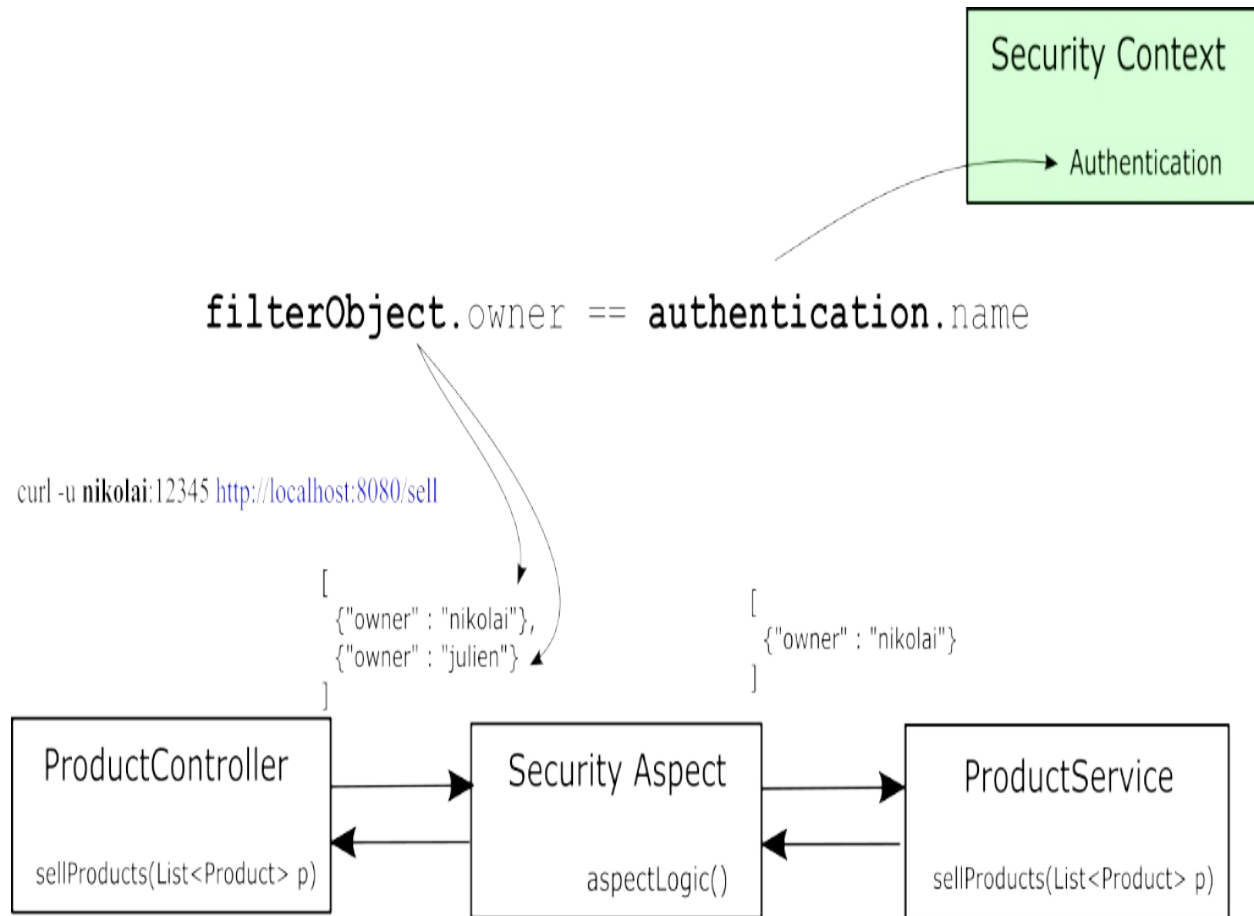 Security Context
Authentication
filterObject.owner == authentication.name
curl -u nikolai:12345 http://localhost:8080/sell
[
{"owner" : "nikolai"},
{"owner" : "julien"}
]
[
{"owner" : "nikolai"}
]
ProductController
sellProducts(List<Product> p)
Security Aspect
aspectLogic()
ProductService
sellProducts(List<Product> p)